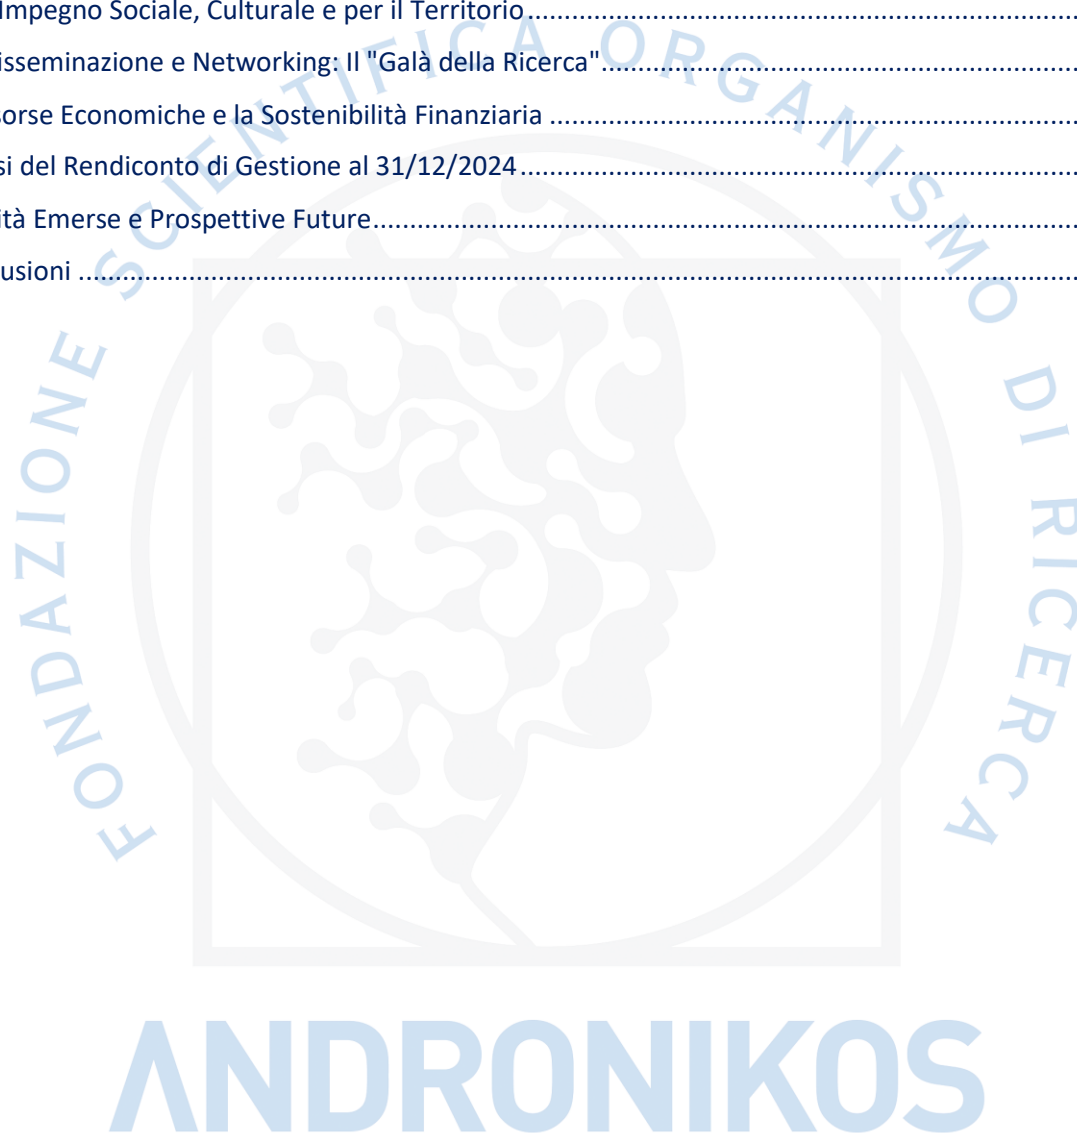 Impegno Sociale, Culturale e per il Territorio
isseminazione e Networking: Il "Galà della Ricerca"
sorse Economiche e la Sostenibilità Finanziaria
si del Rendiconto di Gestione al 31/12/2024
ità Emerse e Prospettive Future
usioni
FONDAZIONE SCIENTIFICA ORGANISMO DI RICERCA
ANDRONIKOS